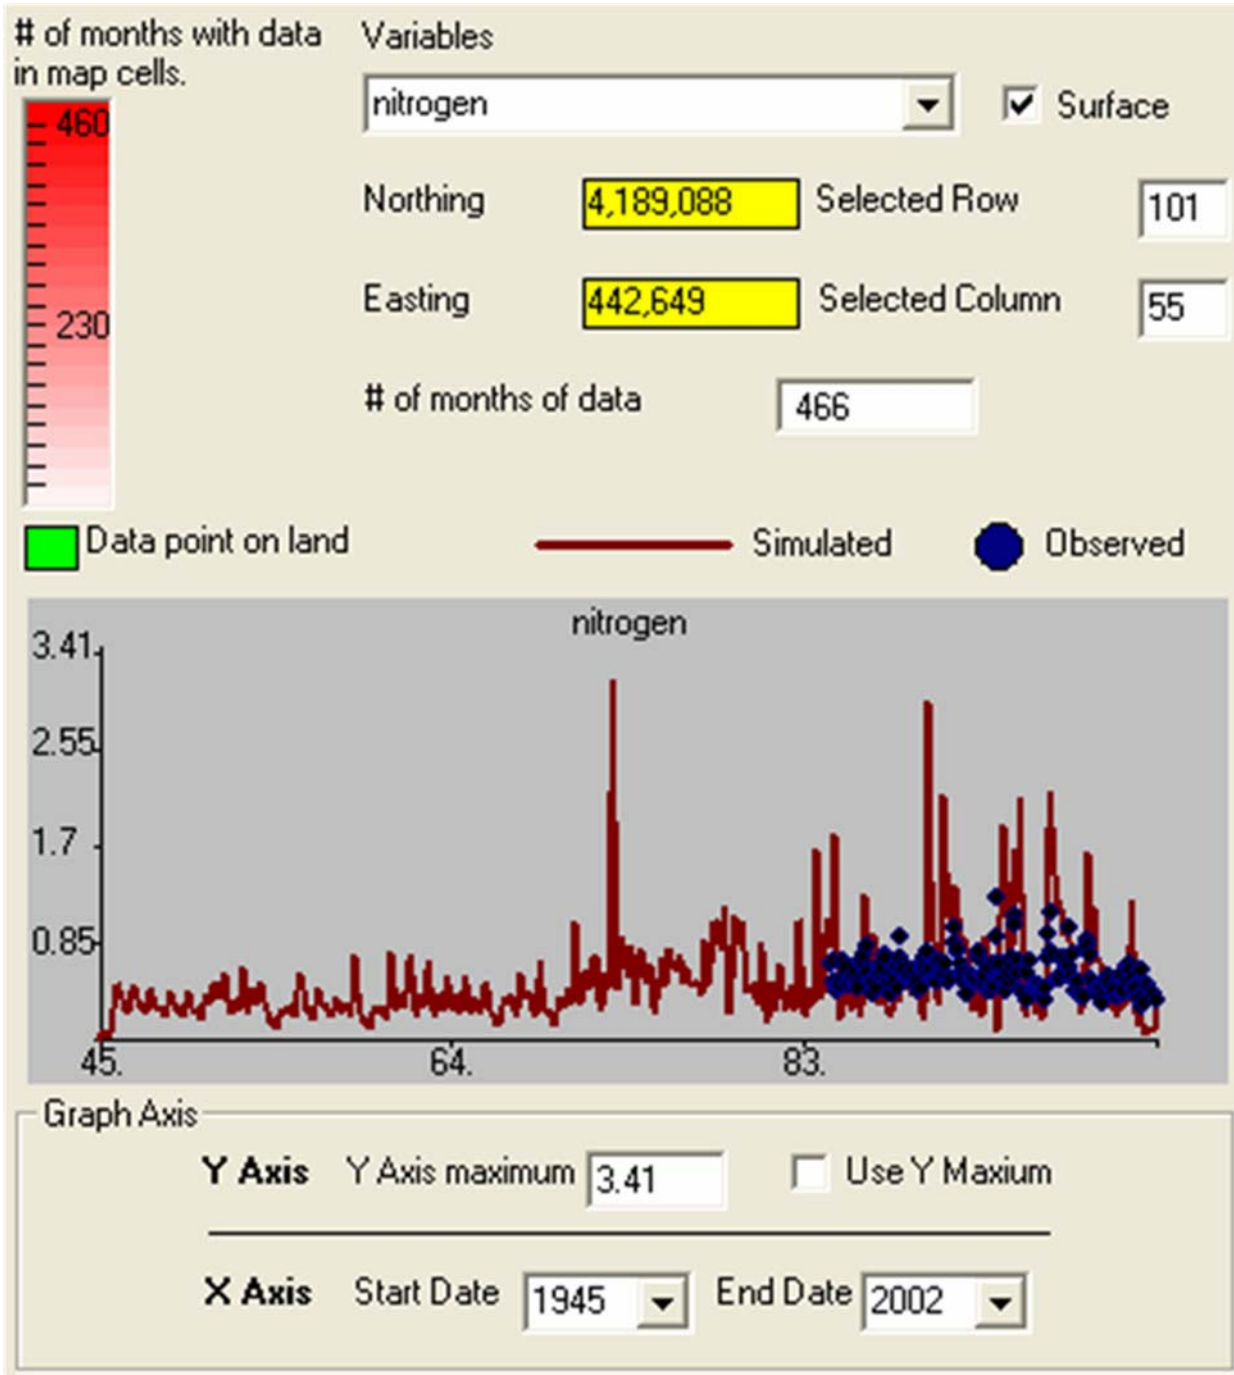 # of months with data
in map cells.
Variables
nitrogen
Surface
460
230
Northing
4,189,088
Selected Row
101
Easting
442,649
Selected Column
55
# of months of data
466
Data point on land
Simulated
Observed
nitrogen
3.41
2.55
1.7
0.85
45.
64.
83.
Graph Axis
Y Axis
Y Axis maximum
3.41
Use Y Maxium
X Axis
Start Date
1945
End Date
2002